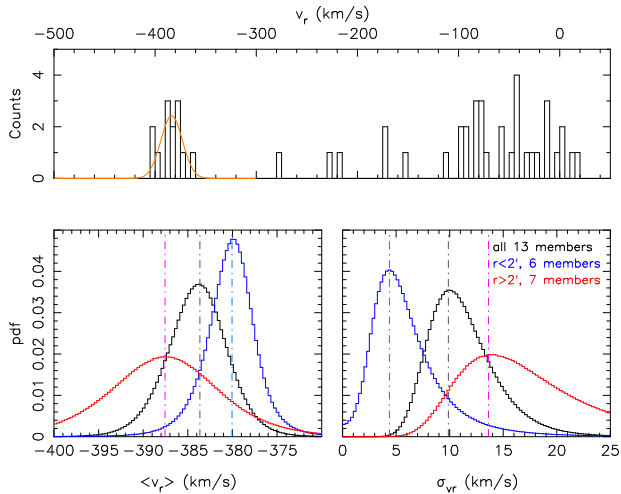 v_r (km/s)
−500 −400 −300 −200 −100 0
Counts
4
2
0
all 13 members
r<2', 6 members
r>2', 7 members
pdf
0.04
0.03
0.02
0.01
0
−400 −395 −390 −385 −380 −375
0 5 10 15 20 25
<v_r> (km/s)
σ_vr (km/s)